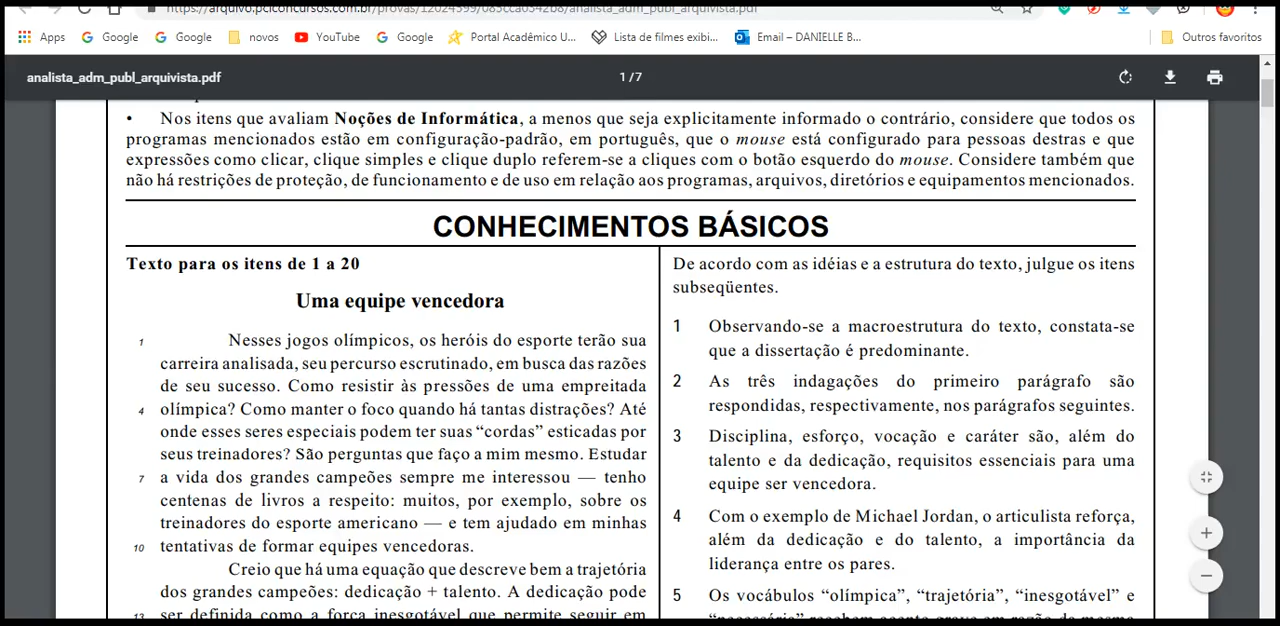 https://arquivo.pciconcursos.com.br/provas/12024599/085cca0542b8/analista_adm_publ_arquivista.pdf
Apps Google Google novos YouTube Google Portal Acadêmico U... Lista de filmes exibi... Email – DANIELLE B... Outros favoritos
analista_adm_publ_arquivista.pdf 1 / 7
• Nos itens que avaliam Noções de Informática, a menos que seja explicitamente informado o contrário, considere que todos os
programas mencionados estão em configuração-padrão, em português, que o mouse está configurado para pessoas destras e que
expressões como clicar, clique simples e clique duplo referem-se a cliques com o botão esquerdo do mouse. Considere também que
não há restrições de proteção, de funcionamento e de uso em relação aos programas, arquivos, diretórios e equipamentos mencionados.
CONHECIMENTOS BÁSICOS
Texto para os itens de 1 a 20
Uma equipe vencedora
1 Nesses jogos olímpicos, os heróis do esporte terão sua
carreira analisada, seu percurso escrutinado, em busca das razões
de seu sucesso. Como resistir às pressões de uma empreitada
4 olímpica? Como manter o foco quando há tantas distrações? Até
onde esses seres especiais podem ter suas “cordas” esticadas por
seus treinadores? São perguntas que faço a mim mesmo. Estudar
7 a vida dos grandes campeões sempre me interessou — tenho
centenas de livros a respeito: muitos, por exemplo, sobre os
treinadores do esporte americano — e tem ajudado em minhas
10 tentativas de formar equipes vencedoras.
Creio que há uma equação que descreve bem a trajetória
dos grandes campeões: dedicação + talento. A dedicação pode
13 ser definida como a força inesgotável que permite seguir em
De acordo com as idéias e a estrutura do texto, julgue os itens
subseqüentes.
1 Observando-se a macroestrutura do texto, constata-se
que a dissertação é predominante.
2 As três indagações do primeiro parágrafo são
respondidas, respectivamente, nos parágrafos seguintes.
3 Disciplina, esforço, vocação e caráter são, além do
talento e da dedicação, requisitos essenciais para uma
equipe ser vencedora.
4 Com o exemplo de Michael Jordan, o articulista reforça,
além da dedicação e do talento, a importância da
liderança entre os pares.
5 Os vocábulos “olímpica”, “trajetória”, “inesgotável” e